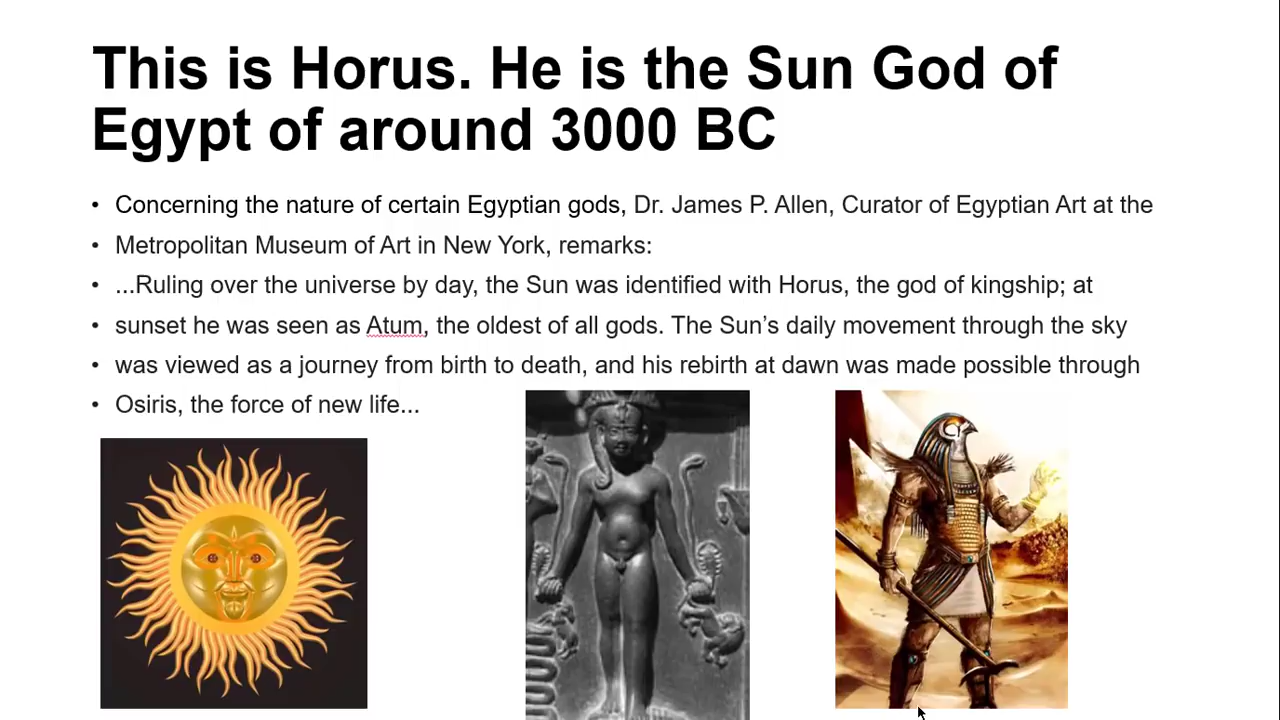 This is Horus. He is the Sun God of
Egypt of around 3000 BC
• Concerning the nature of certain Egyptian gods, Dr. James P. Allen, Curator of Egyptian Art at the
• Metropolitan Museum of Art in New York, remarks:
• ...Ruling over the universe by day, the Sun was identified with Horus, the god of kingship; at
• sunset he was seen as Atum, the oldest of all gods. The Sun’s daily movement through the sky
• was viewed as a journey from birth to death, and his rebirth at dawn was made possible through
• Osiris, the force of new life...